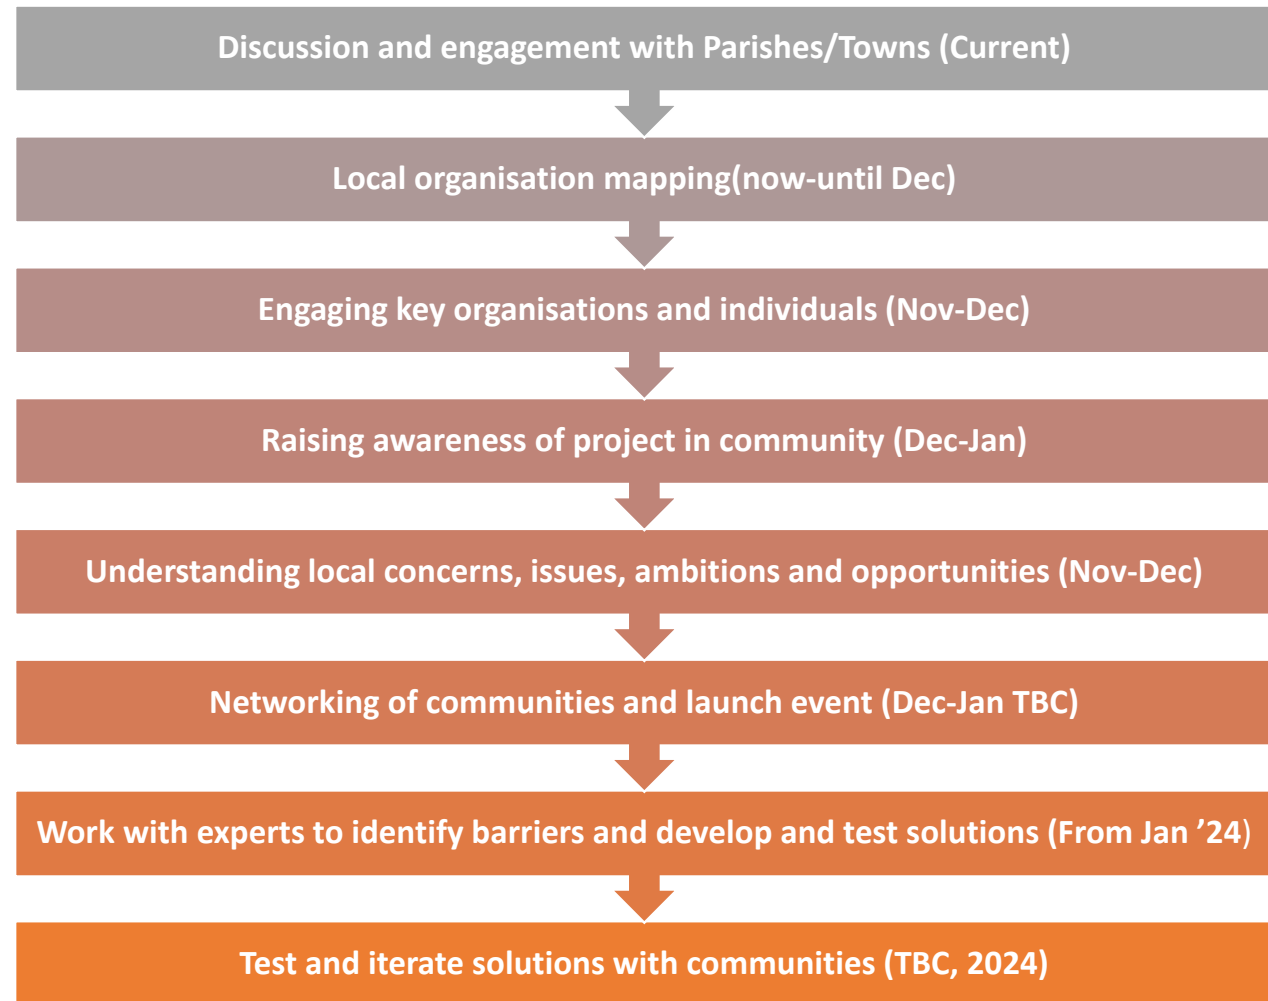 Discussion and engagement with Parishes/Towns (Current)
Local organisation mapping(now-until Dec)
Engaging key organisations and individuals (Nov-Dec)
Raising awareness of project in community (Dec-Jan)
Understanding local concerns, issues, ambitions and opportunities (Nov-Dec)
Networking of communities and launch event (Dec-Jan TBC)
Work with experts to identify barriers and develop and test solutions (From Jan ’24)
Test and iterate solutions with communities (TBC, 2024)